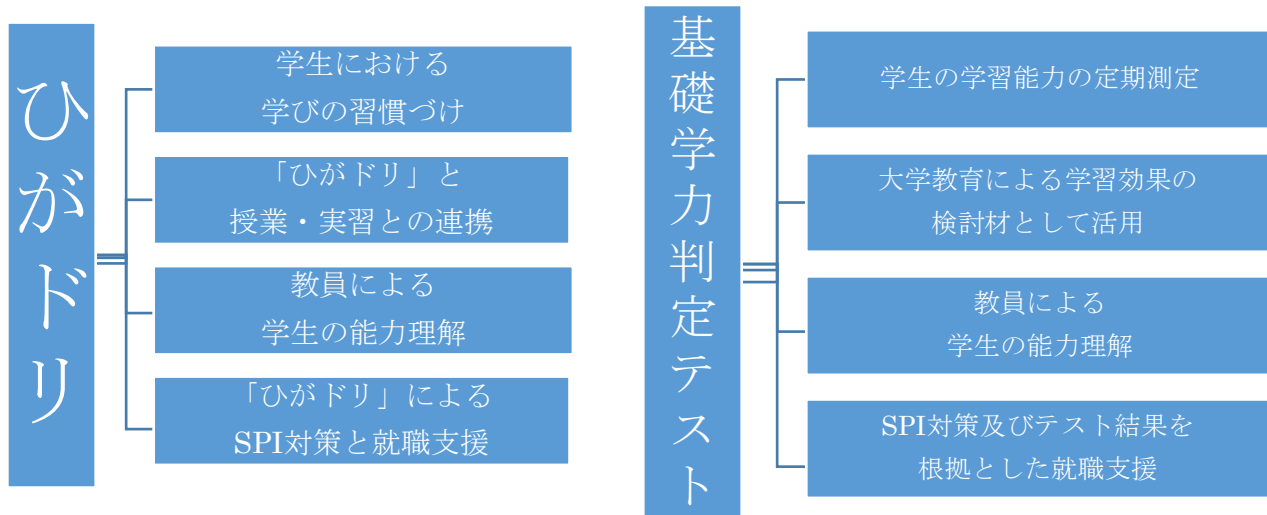 ひがドリ
学生における
学びの習慣づけ
「ひがドリ」と
授業・実習との連携
教員による
学生の能力理解
「ひがドリ」による
SPI対策と就職支援
基礎学力判定テスト
学生の学習能力の定期測定
大学教育による学習効果の
検討材として活用
教員による
学生の能力理解
SPI対策及びテスト結果を
根拠とした就職支援